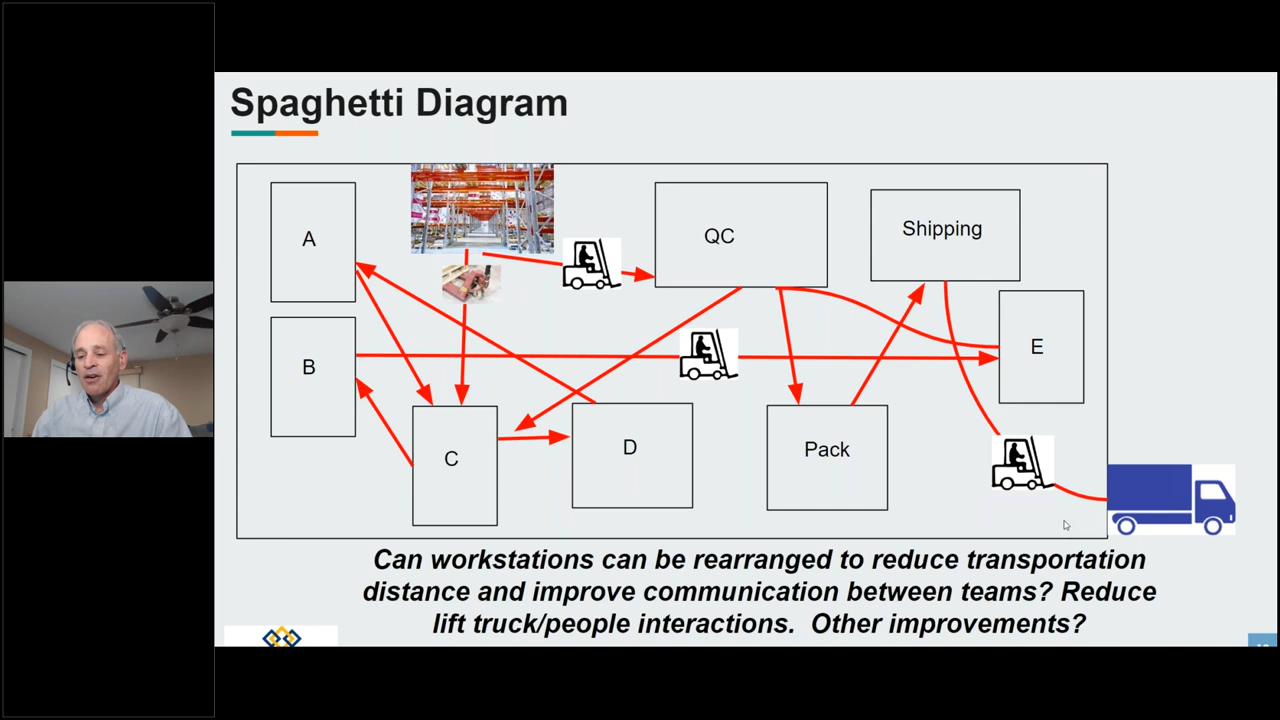 Spaghetti Diagram
A
QC
Shipping
B
E
C
D
Pack
Can workstations can be rearranged to reduce transportation
distance and improve communication between teams? Reduce
lift truck/people interactions. Other improvements?